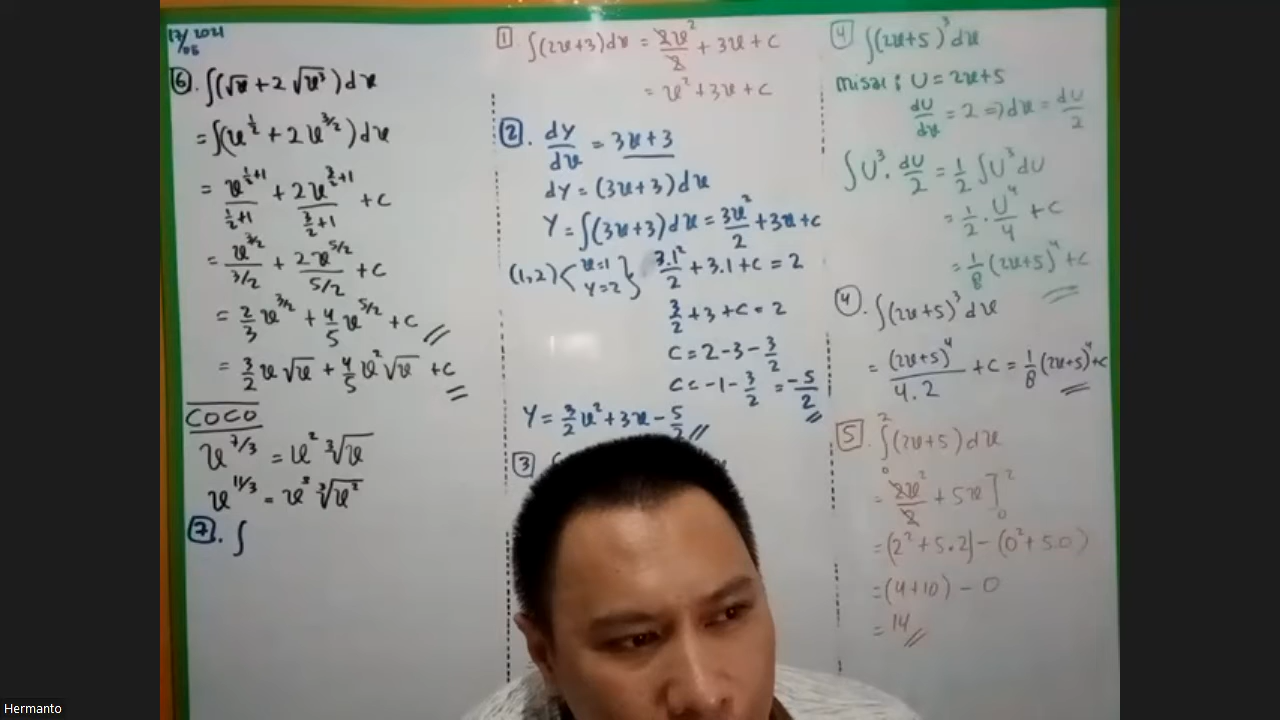 17/2021
08
⑥. ∫(√x + 2√x³) dx
= ∫(x^{1/2} + 2x^{3/2}) dx
= x^{1/2+1}/(1/2+1) + 2x^{3/2+1}/(3/2+1) + c
= x^{3/2}/(3/2) + 2x^{5/2}/(5/2) + c
= 2/3 x^{3/2} + 4/5 x^{5/2} + c //
= 3/2 x√x + 4/5 x²√x + c
COCO
x^{7/3} = x² ∛x
x^{11/3} = x³ ∛x²
7. ∫
1 ∫(2x+3) dx = 2x²/2 + 3x + c
= x² + 3x + c
2. dy/dx = 3x+3
dy = (3x+3) dx
Y = ∫(3x+3) dx = 3x²/2 + 3x + c
(1,2) < x=1 y=2 } 3.1²/2 + 3.1 + c = 2
3/2 + 3 + c = 2
c = 2-3-3/2
c = -1-3/2 = -5/2 //
Y = 3/2 x² + 3x - 5/2 //
3
4 ∫(2x+5)³ dx
misal : U = 2x+5
dU/dx = 2 => dx = dU/2
∫U³. dU/2 = 1/2 ∫U³ dU
= 1/2 . U⁴/4 + c
= 1/8 (2x+5)⁴ + c
④. ∫(2x+5)³ dx
= (2x+5)⁴/4.2 + c = 1/8 (2x+5)⁴ + c
5. ∫₀² (2x+5) dx
= 2x²/2 + 5x ]₀²
= (2² + 5.2) - (0² + 5.0)
= (4+10) - 0
= 14 //
Hermanto